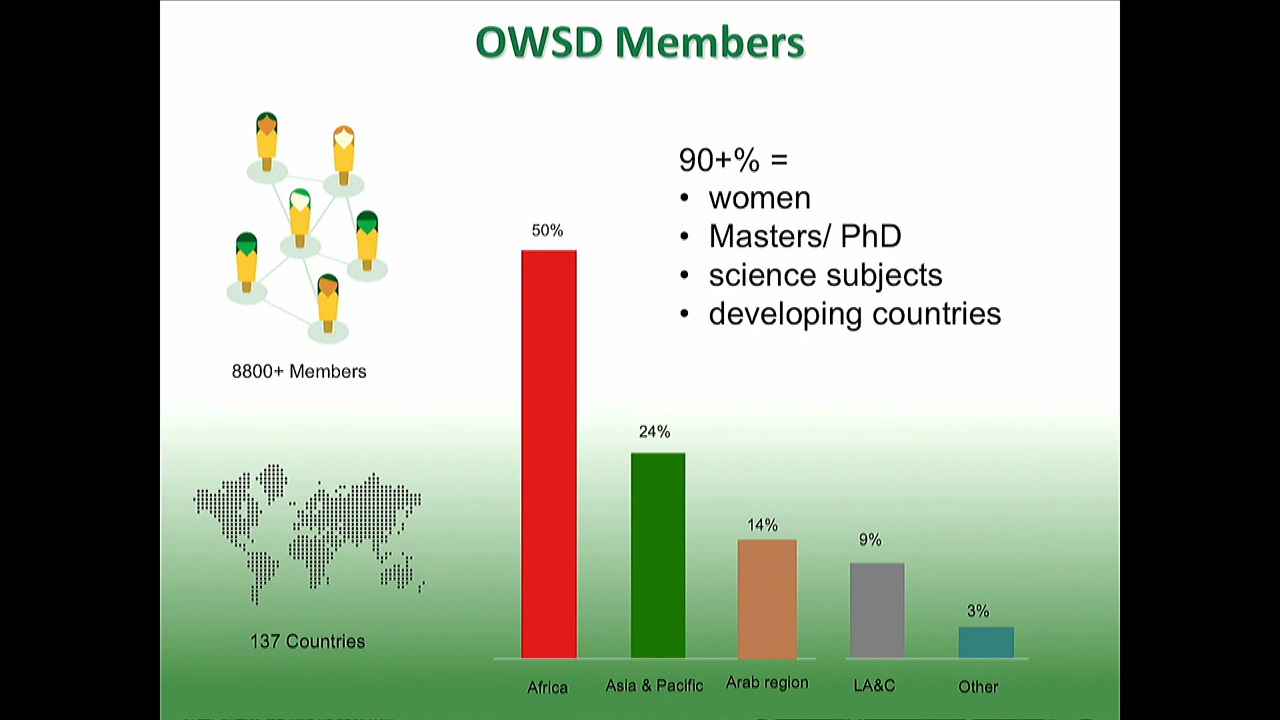 OWSD Members
90+% =
• women
• Masters/ PhD
• science subjects
• developing countries
8800+ Members
137 Countries
50%
24%
14%
9%
3%
Africa
Asia & Pacific
Arab region
LA&C
Other